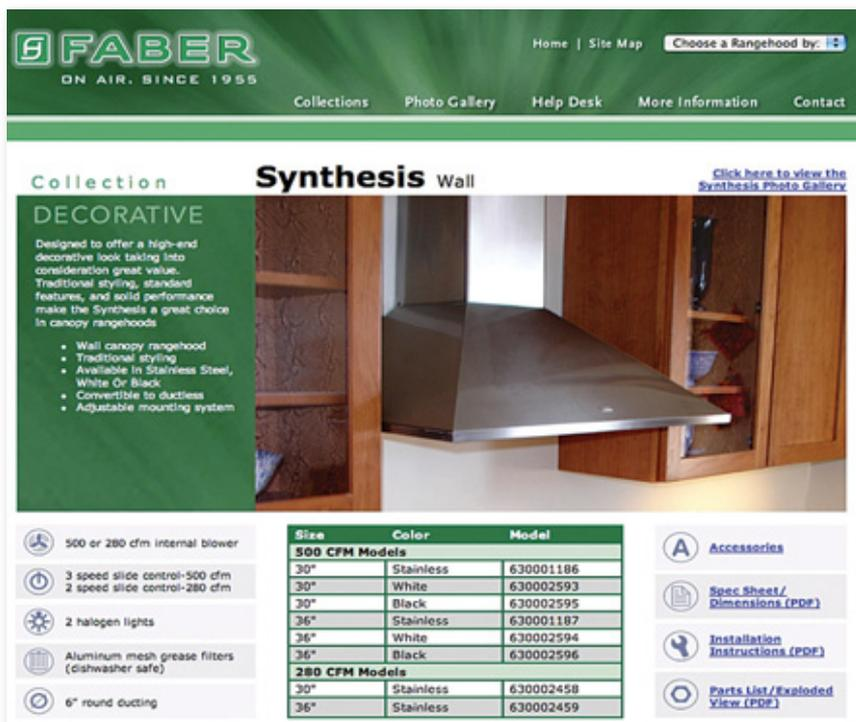 FABER
ON AIR. SINCE 1955
Home | Site Map
Choose a Rangehood by:
Collections Photo Gallery Help Desk More Information Contact
Collection
Synthesis Wall
Click here to view the
Synthesis Photo Gallery
DECORATIVE
Designed to offer a high-end
decorative look taking into
consideration great value.
Traditional styling, standard
features, and solid performance
make the Synthesis a great choice
in canopy rangehoods
• Wall canopy rangehood
• Traditional styling
• Available in Stainless Steel,
White Or Black
• Convertible to ductless
• Adjustable mounting system
500 or 280 cfm internal blower
3 speed slide control-500 cfm
2 speed slide control-280 cfm
2 halogen lights
Aluminum mesh grease filters
(dishwasher safe)
6" round ducting
Size Color Model
500 CFM Models
30" Stainless 630001186
30" White 630002593
30" Black 630002595
36" Stainless 630001187
36" White 630002594
36" Black 630002596
280 CFM Models
30" Stainless 630002458
36" Stainless 630002459
A Accessories
Spec Sheet/
Dimensions (PDF)
Installation
Instructions (PDF)
Parts List/Exploded
View (PDF)